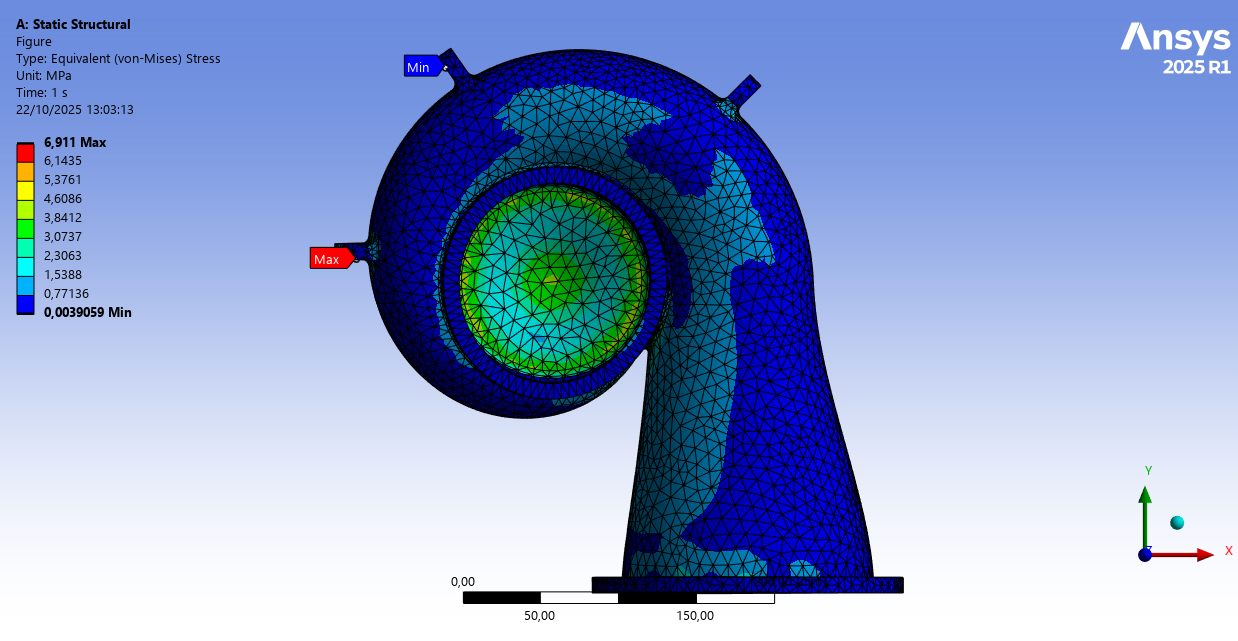 A: Static Structural
Figure
Type: Equivalent (von-Mises) Stress
Unit: MPa
Time: 1 s
22/10/2025 13:03:13
6,911 Max
6,1435
5,3761
4,6086
3,8412
3,0737
2,3063
1,5388
0,77136
0,0039059 Min
Min
Max
Ansys
2025 R1
0,00
50,00
150,00
Y
Z
X